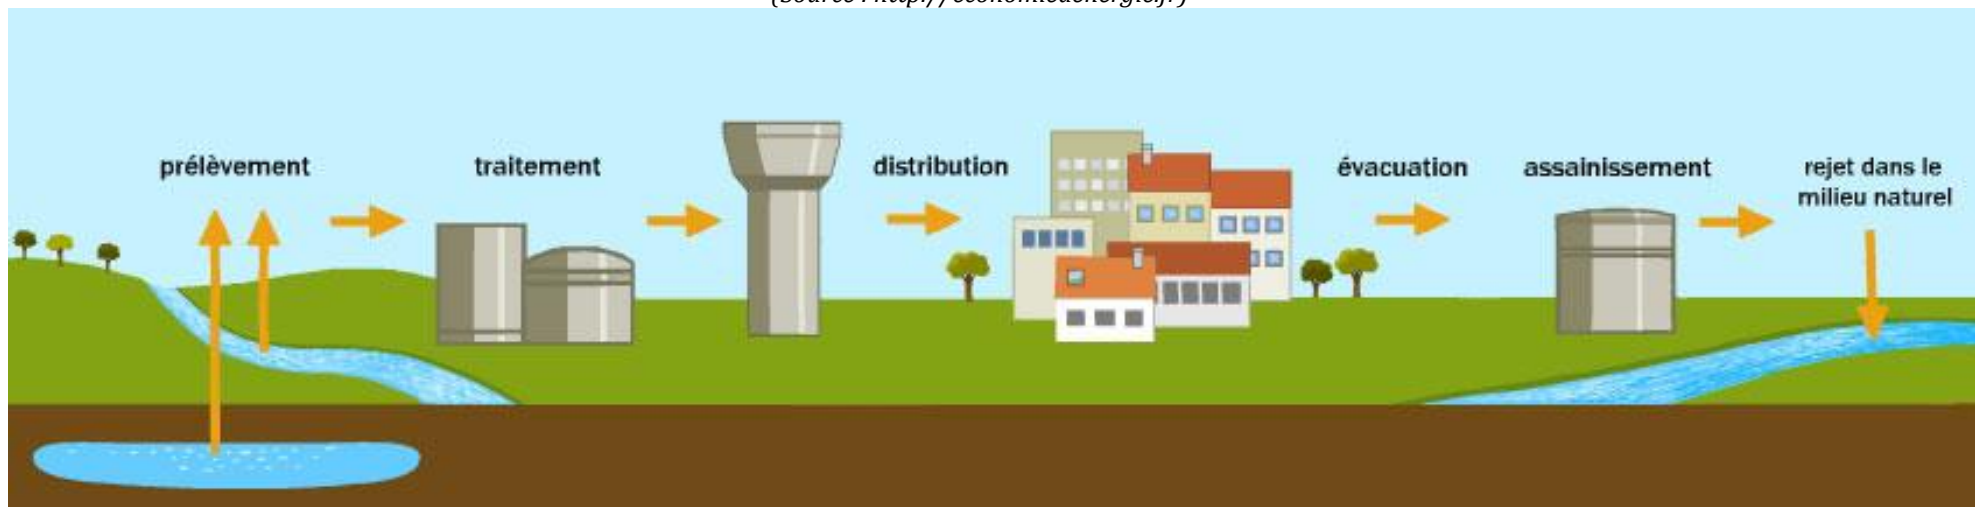 prélèvement
traitement
distribution
évacuation
assainissement
rejet dans le
milieu naturel